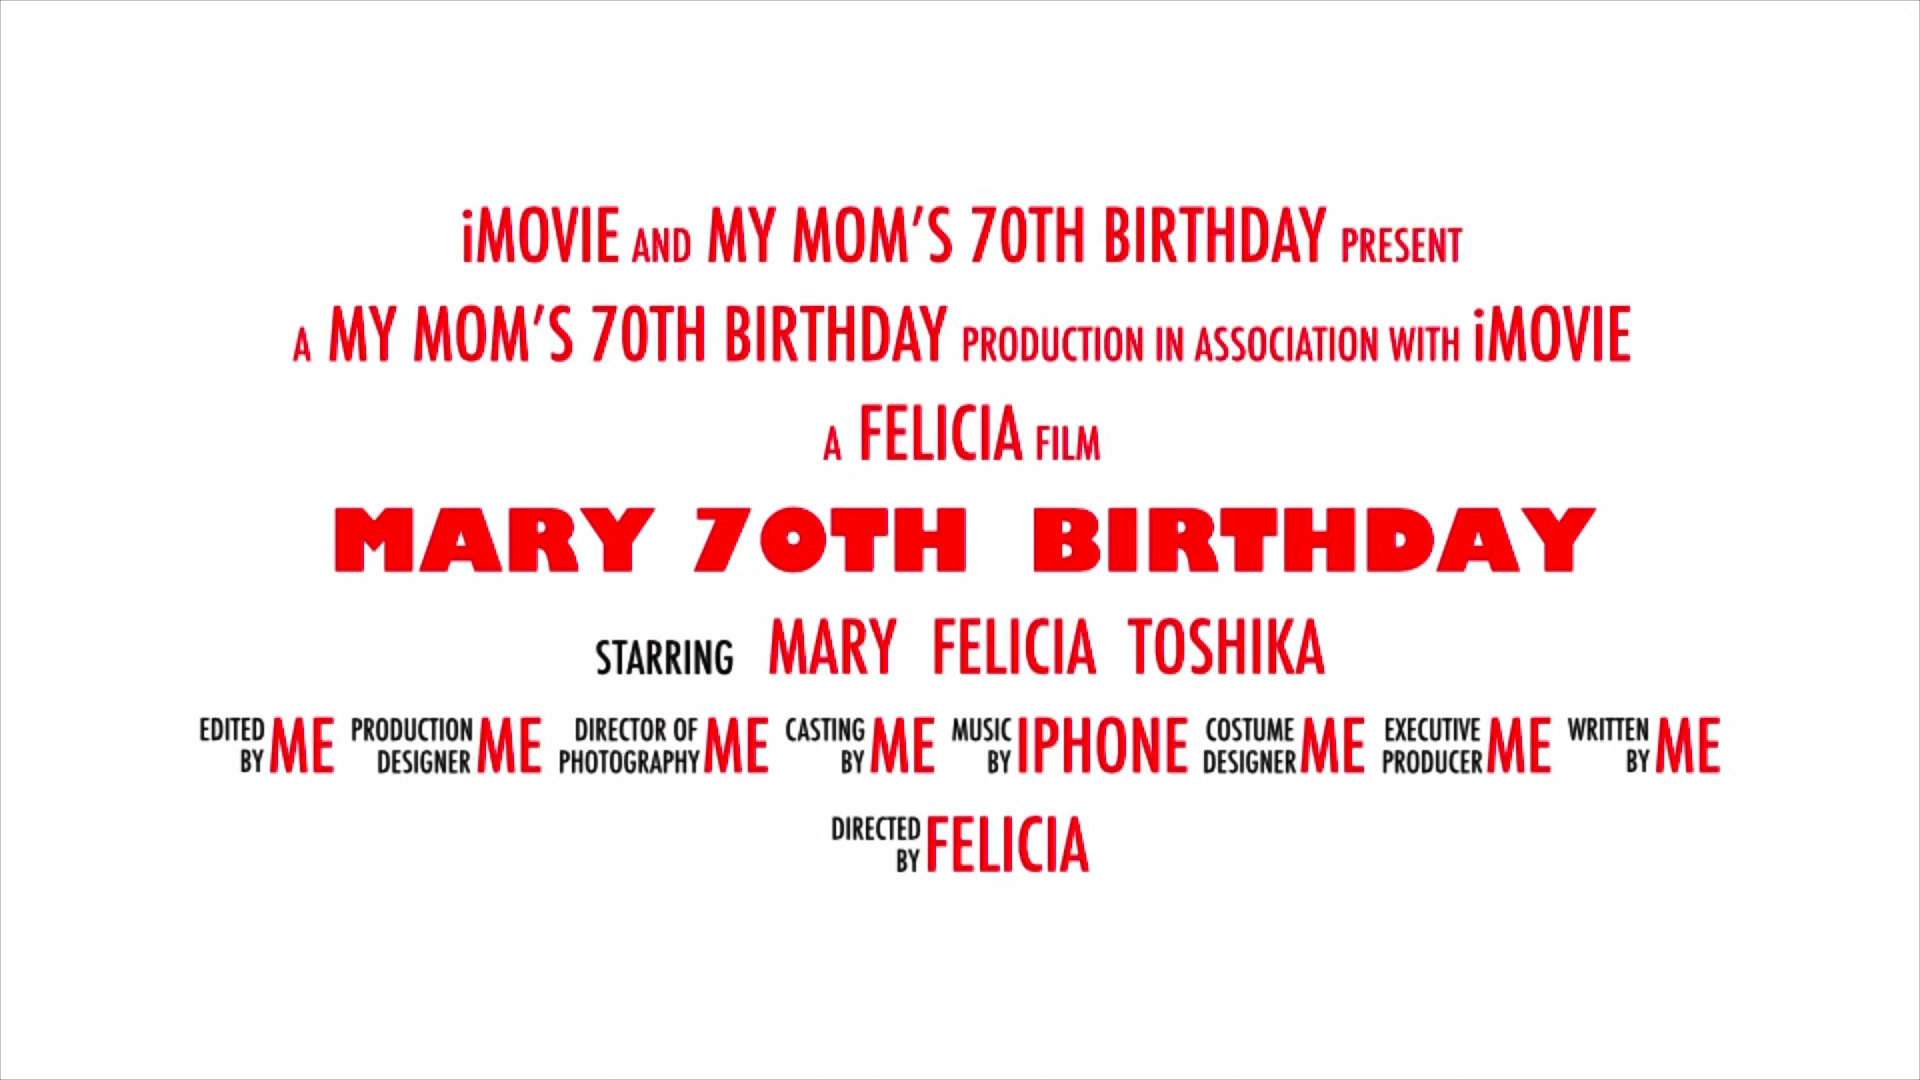 iMOVIE AND MY MOM'S 70TH BIRTHDAY PRESENT
A MY MOM'S 70TH BIRTHDAY PRODUCTION IN ASSOCIATION WITH iMOVIE
A FELICIA FILM
MARY 70TH BIRTHDAY
STARRING MARY FELICIA TOSHIKA
EDITED BY ME PRODUCTION DESIGNER ME DIRECTOR OF PHOTOGRAPHY ME CASTING BY ME MUSIC BY IPHONE COSTUME DESIGNER ME EXECUTIVE PRODUCER ME WRITTEN BY ME
DIRECTED BY FELICIA